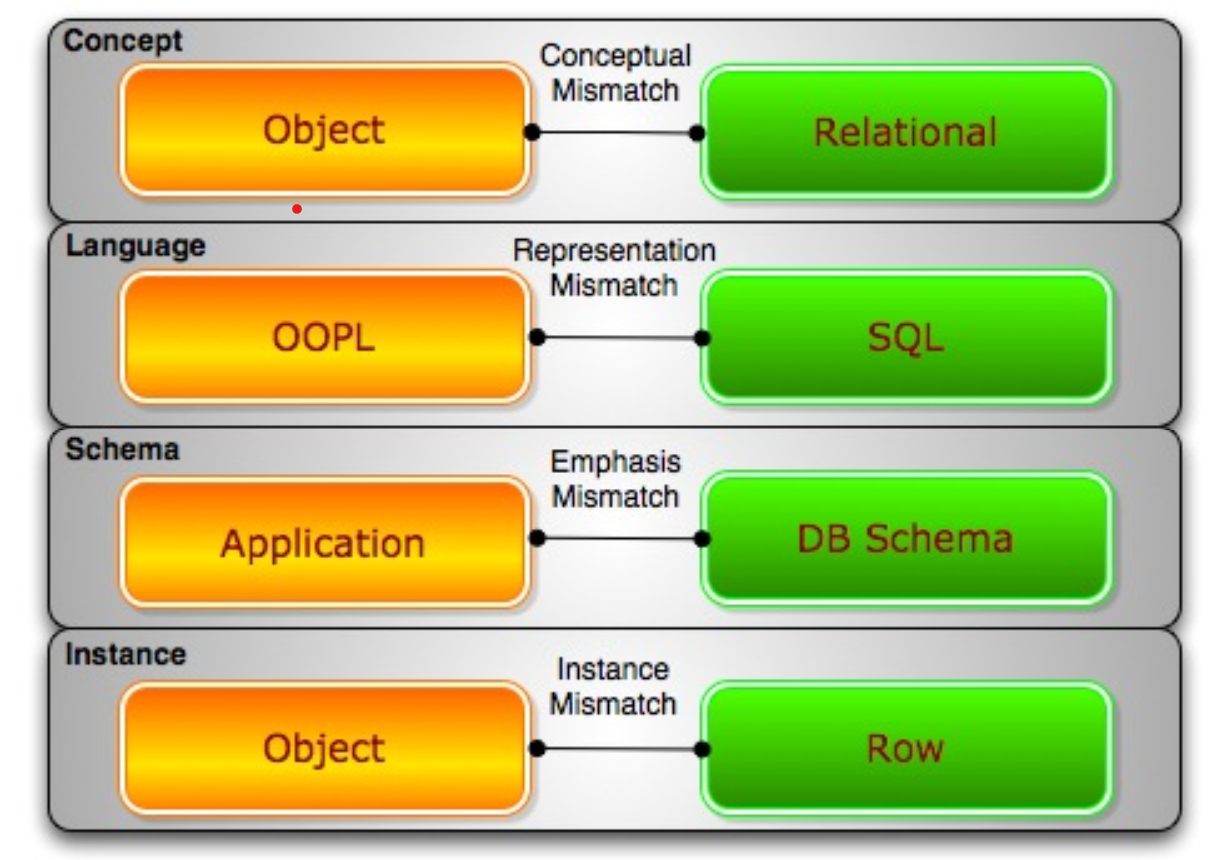 Concept
Conceptual
Mismatch
Object
Relational
Language
Representation
Mismatch
OOPL
SQL
Schema
Emphasis
Mismatch
Application
DB Schema
Instance
Instance
Mismatch
Object
Row